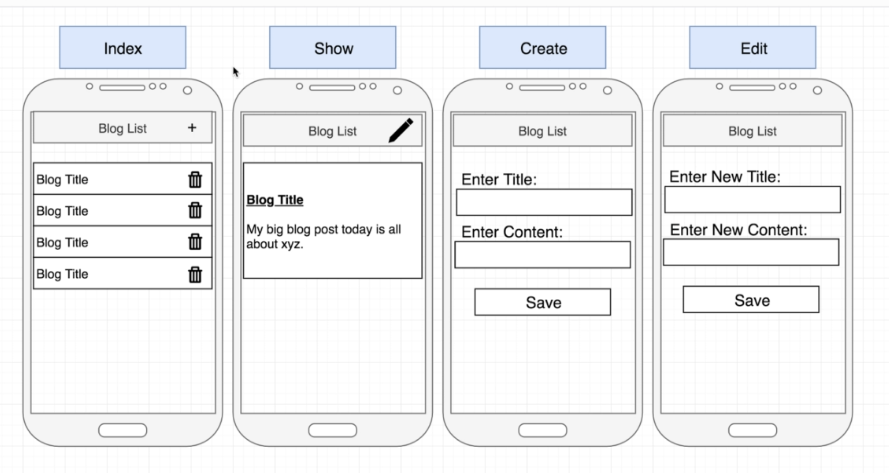 Index
Show
Create
Edit
Blog List +
Blog Title
Blog Title
Blog Title
Blog Title
Blog List
Blog Title
My big blog post today is all
about xyz.
Blog List
Enter Title:
Enter Content:
Save
Blog List
Enter New Title:
Enter New Content:
Save